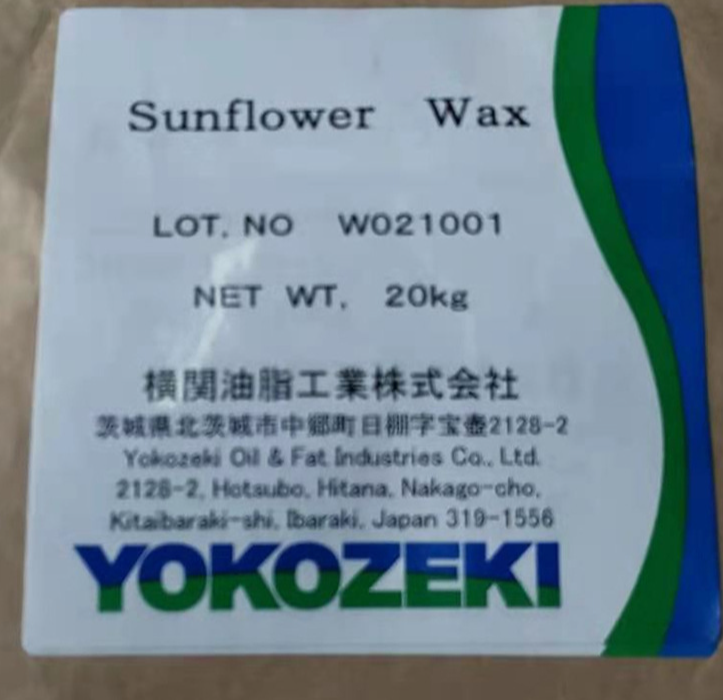 Sunflower Wax
LOT. NO W021001
NET WT. 20kg
横関油脂工業株式会社
茨城県北茨城市中郷町日棚字宝壺2128-2
Yokozeki Oil & Fat Industries Co., Ltd.
2128-2, Hotsubo, Hitana, Nakago-cho,
Kitaibaraki-shi, Ibaraki, Japan 319-1556
YOKOZEKI